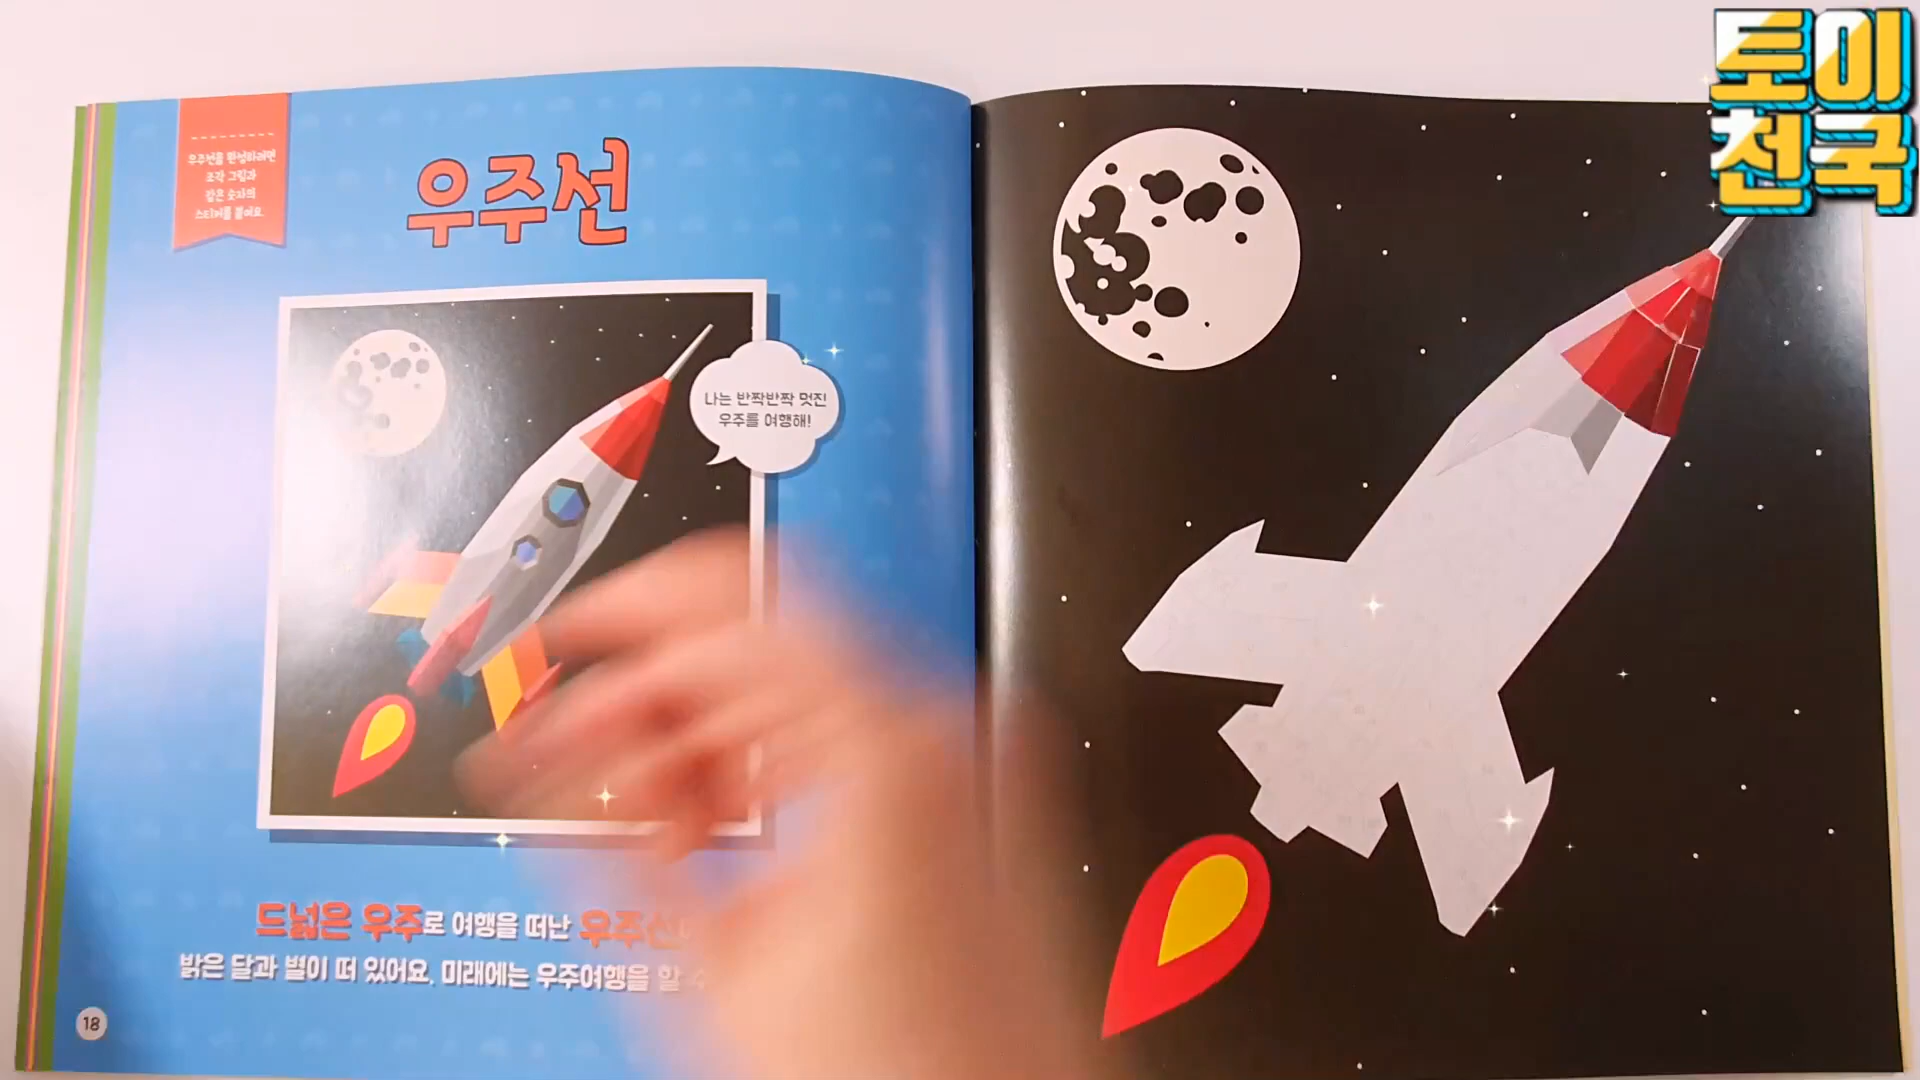 우주선을 완성하려면
조각 그림과
같은 숫자의
스티커를 붙여요.
우주선
나는 반짝반짝 멋진
우주를 여행해!
드넓은 우주로 여행을 떠난 우주선
밝은 달과 별이 떠 있어요. 미래에는 우주여행을 할
18
토이
천국